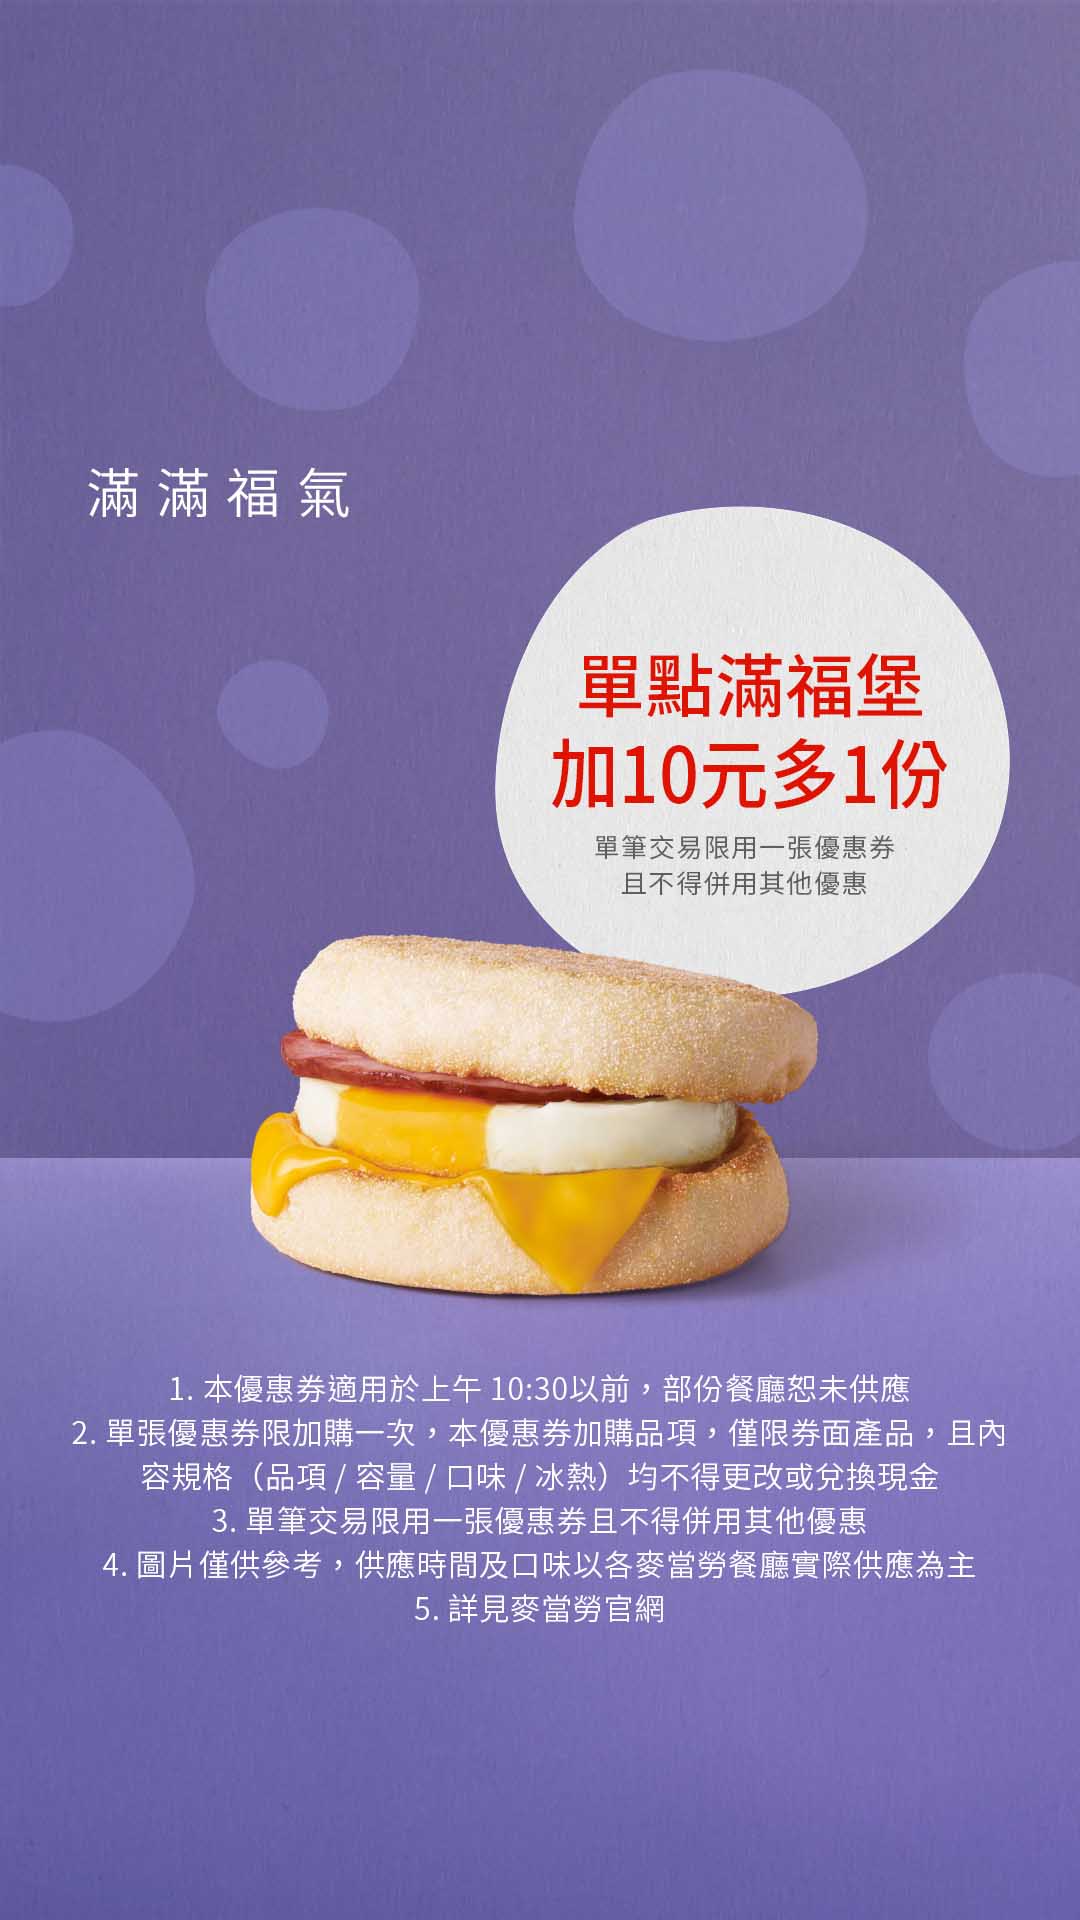 滿滿福氣
單點滿福堡
加10元多1份
單筆交易限用一張優惠券
且不得併用其他優惠
1. 本優惠券適用於上午 10:30以前，部份餐廳恕未供應
2. 單張優惠券限加購一次，本優惠券加購品項，僅限券面產品，且內
容規格（品項 / 容量 / 口味 / 冰熱）均不得更改或兌換現金
3. 單筆交易限用一張優惠券且不得併用其他優惠
4. 圖片僅供參考，供應時間及口味以各麥當勞餐廳實際供應為主
5. 詳見麥當勞官網